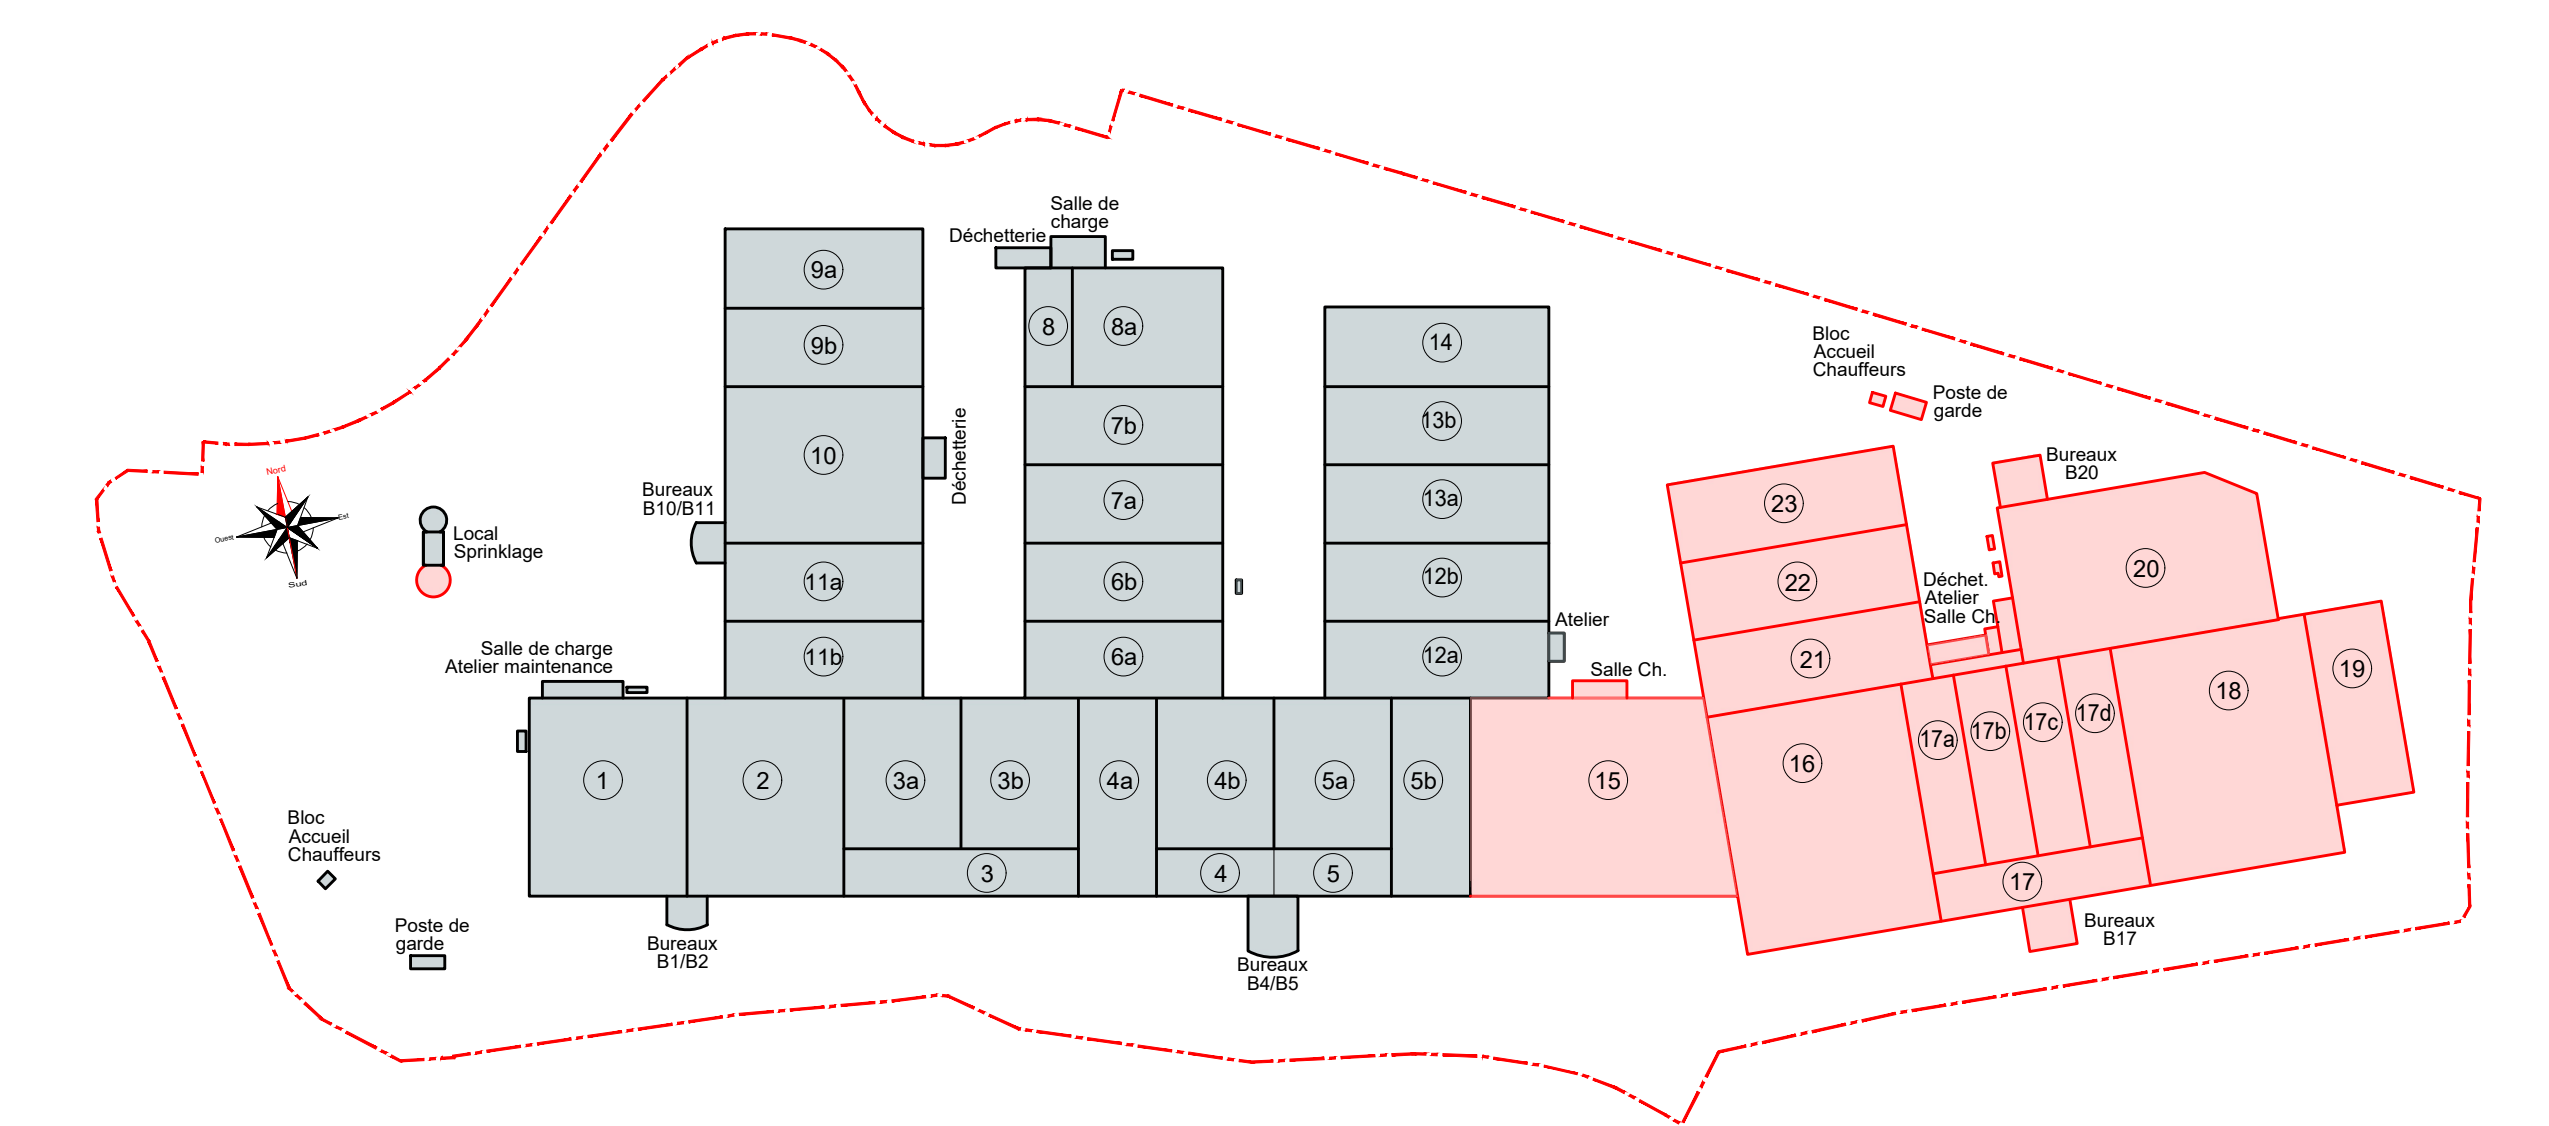 Salle de
charge
Déchetterie
9a
9b
10
11a
11b
Déchetterie
Bureaux
B10/B11
8
8a
7b
7a
6b
6a
14
13b
13a
12b
12a
Atelier
Bloc
Accueil
Chauffeurs
Poste de
garde
Bureaux
B20
Nord
Est
Ouest
Sud
Local
Sprinklage
Salle de charge
Atelier maintenance
Salle Ch.
23
22
21
Déchet.
Atelier
Salle Ch.
20
19
18
17d
17c
17b
17a
16
15
1
2
3a
3b
4a
4b
5a
5b
3
4
5
17
Bloc
Accueil
Chauffeurs
Poste de
garde
Bureaux
B1/B2
Bureaux
B4/B5
Bureaux
B17